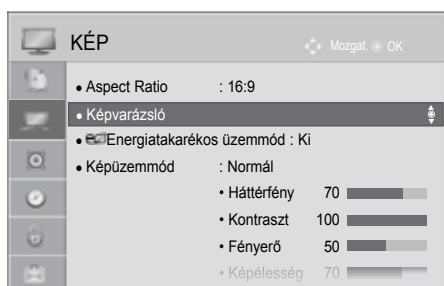 KÉP Mozgat. OK
• Aspect Ratio : 16:9
• Képvarázsló
• Energiatakarékos üzemmód : Ki
• Képüzemmód : Normál
• Háttérfény 70
• Kontraszt 100
• Fényerő 50
• Képélesség 70